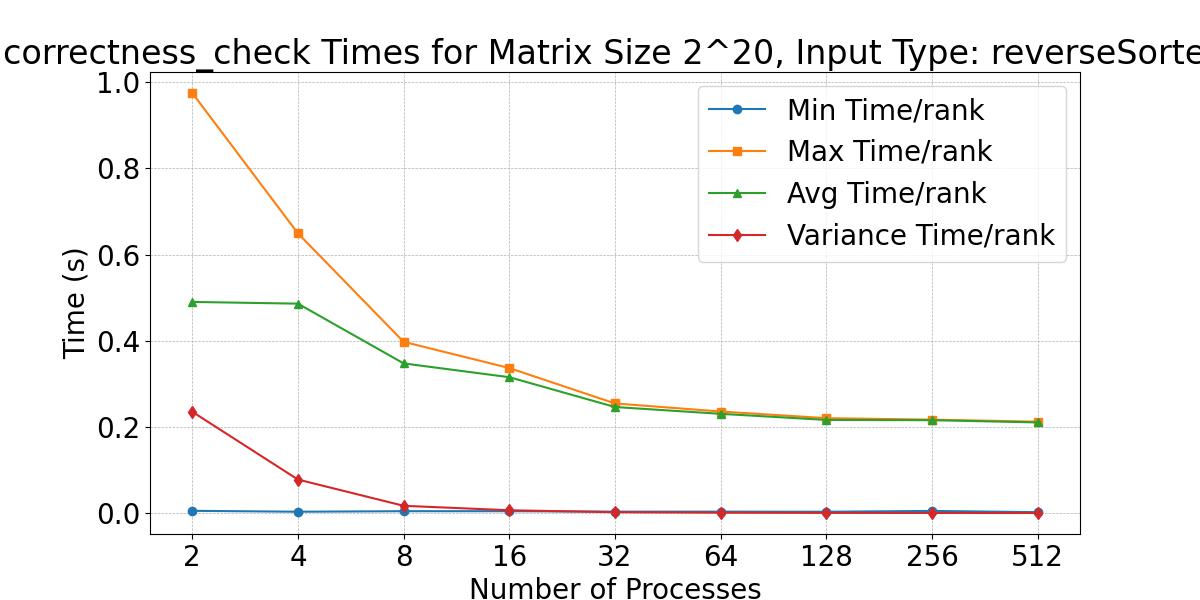 correctness_check Times for Matrix Size 2^20, Input Type: reverseSorte
1.0
0.8
0.6
0.4
0.2
0.0
Time (s)
Min Time/rank
Max Time/rank
Avg Time/rank
Variance Time/rank
2 4 8 16 32 64 128 256 512
Number of Processes